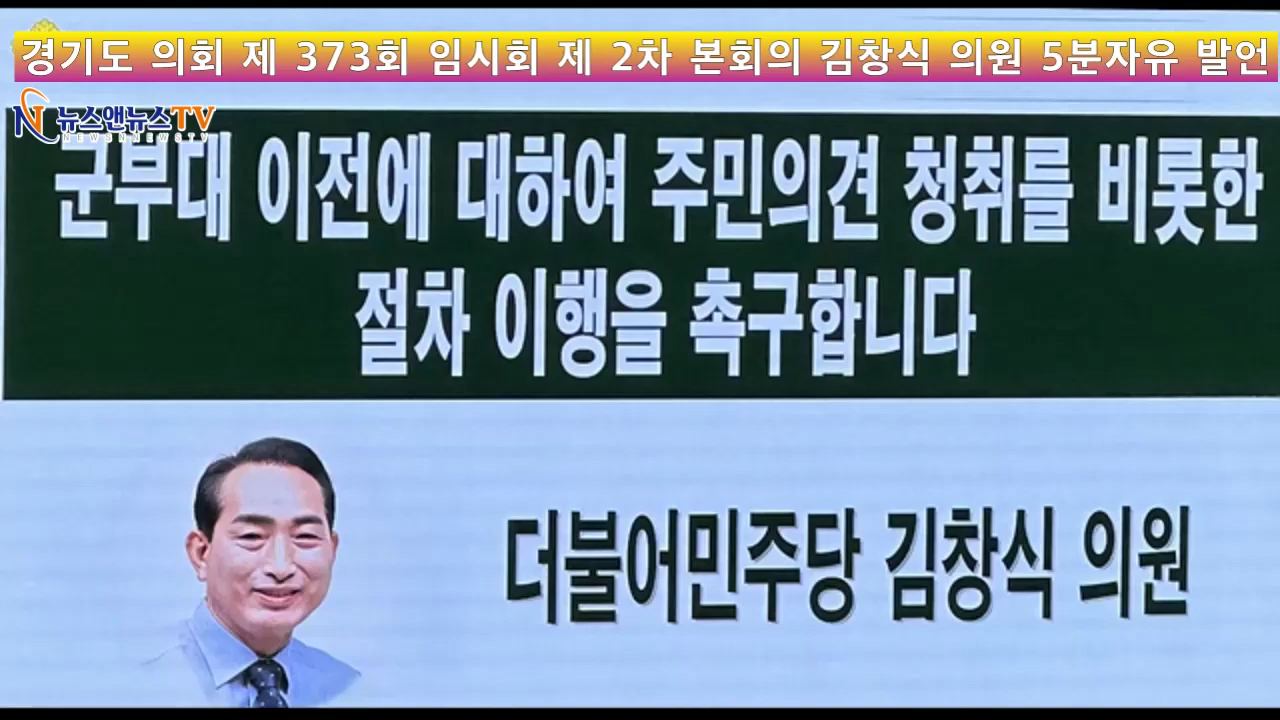 경기도 의회 제 373회 임시회 제 2차 본회의 김창식 의원 5분자유 발언
뉴스앤뉴스TV
NEWSNNEWSTV
군부대 이전에 대하여 주민의견 청취를 비롯한
절차 이행을 촉구합니다
더불어민주당 김창식 의원